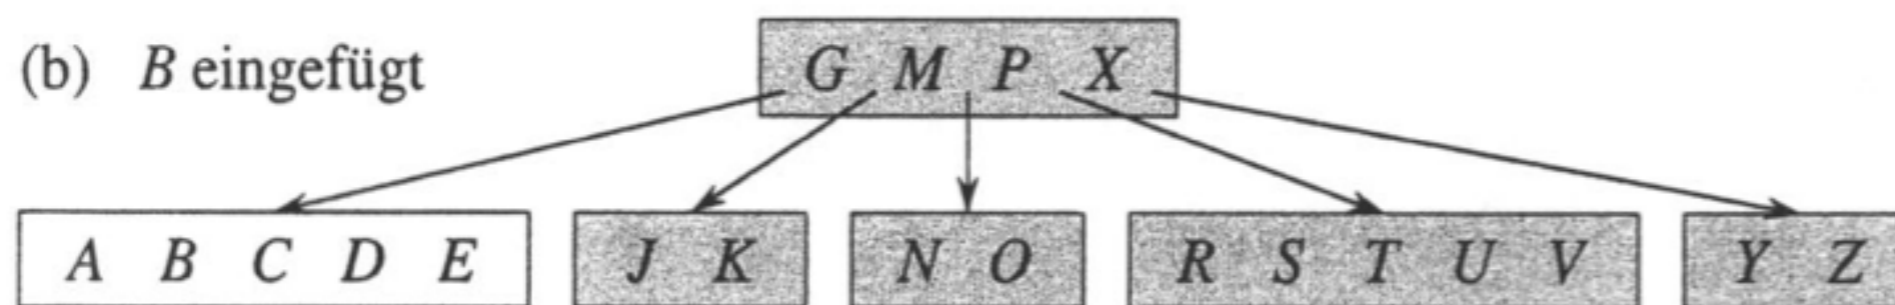 (b) B eingefügt
G M P X
A B C D E J K N O R S T U V Y Z